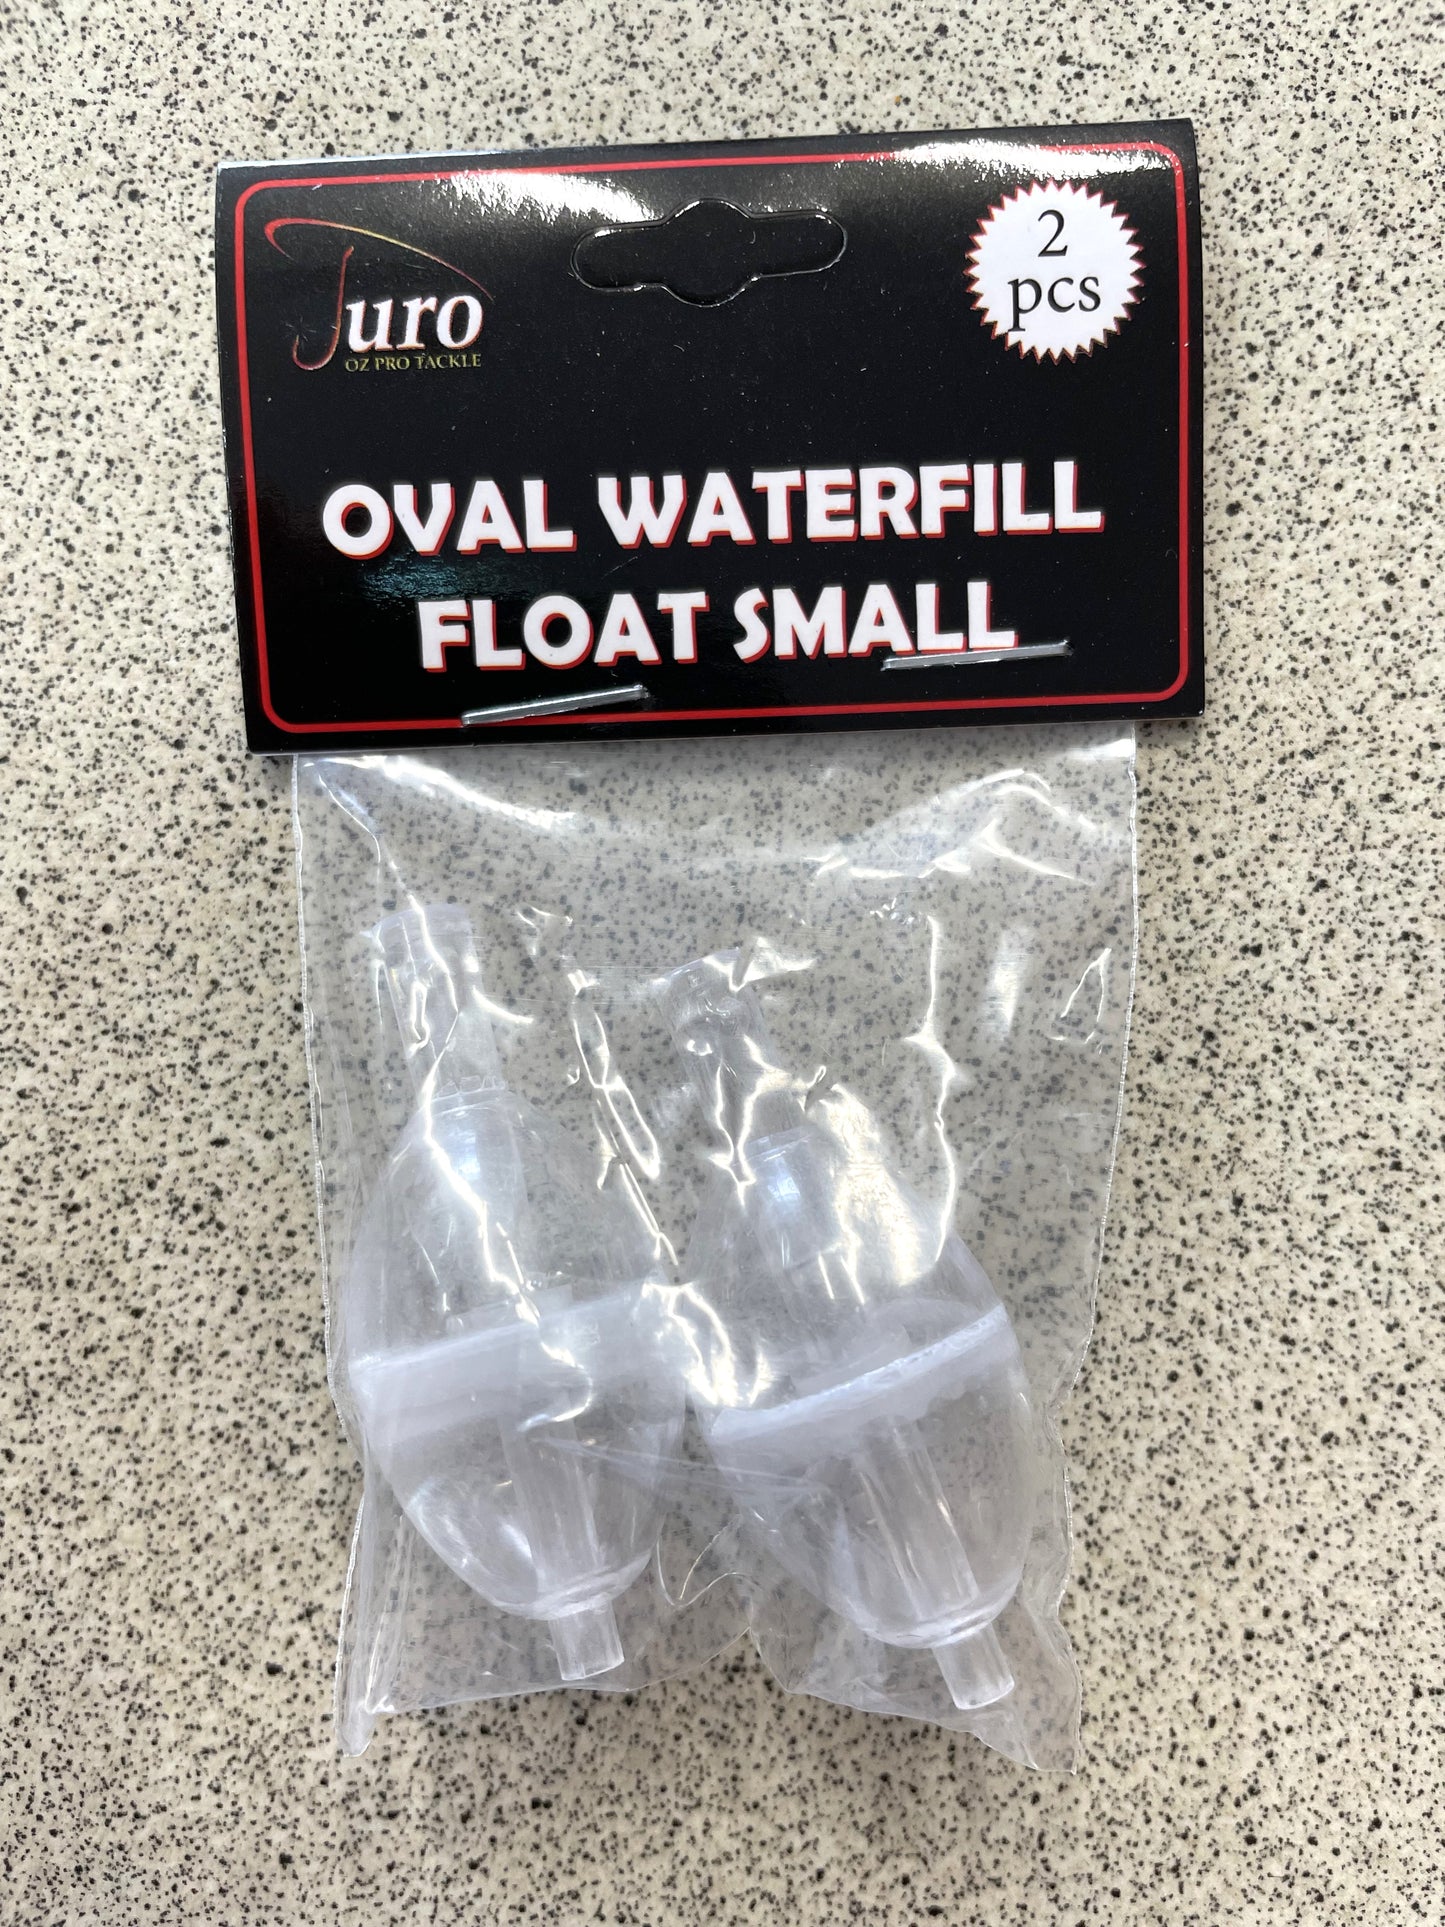 Juro
OZ PRO TACKLE
2
pcs
OVAL WATERFILL
FLOAT SMALL